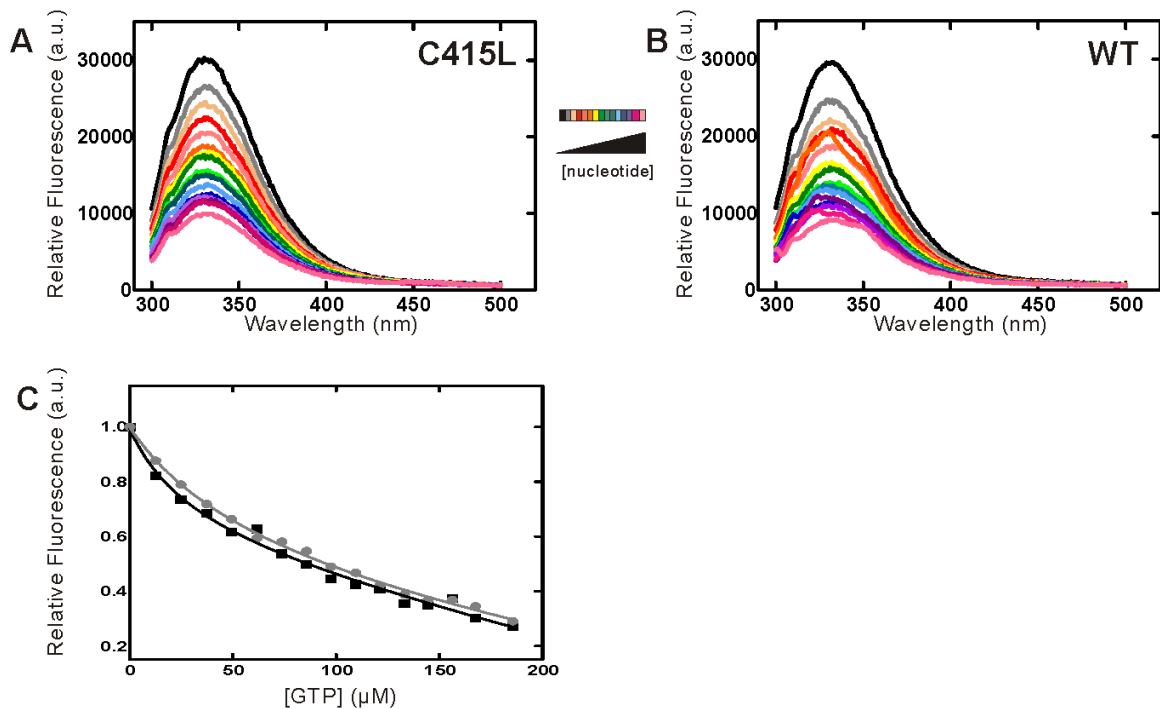 A
C415L
Relative Fluorescence (a.u.)
30000
20000
10000
0
300
350
400
450
500
Wavelength (nm)
[nucleotide]
B
WT
Relative Fluorescence (a.u.)
30000
20000
10000
0
300
350
400
450
500
Wavelength (nm)
C
Relative Fluorescence (a.u.)
1.0
0.8
0.6
0.4
0.2
0
50
100
150
200
[GTP] (µM)